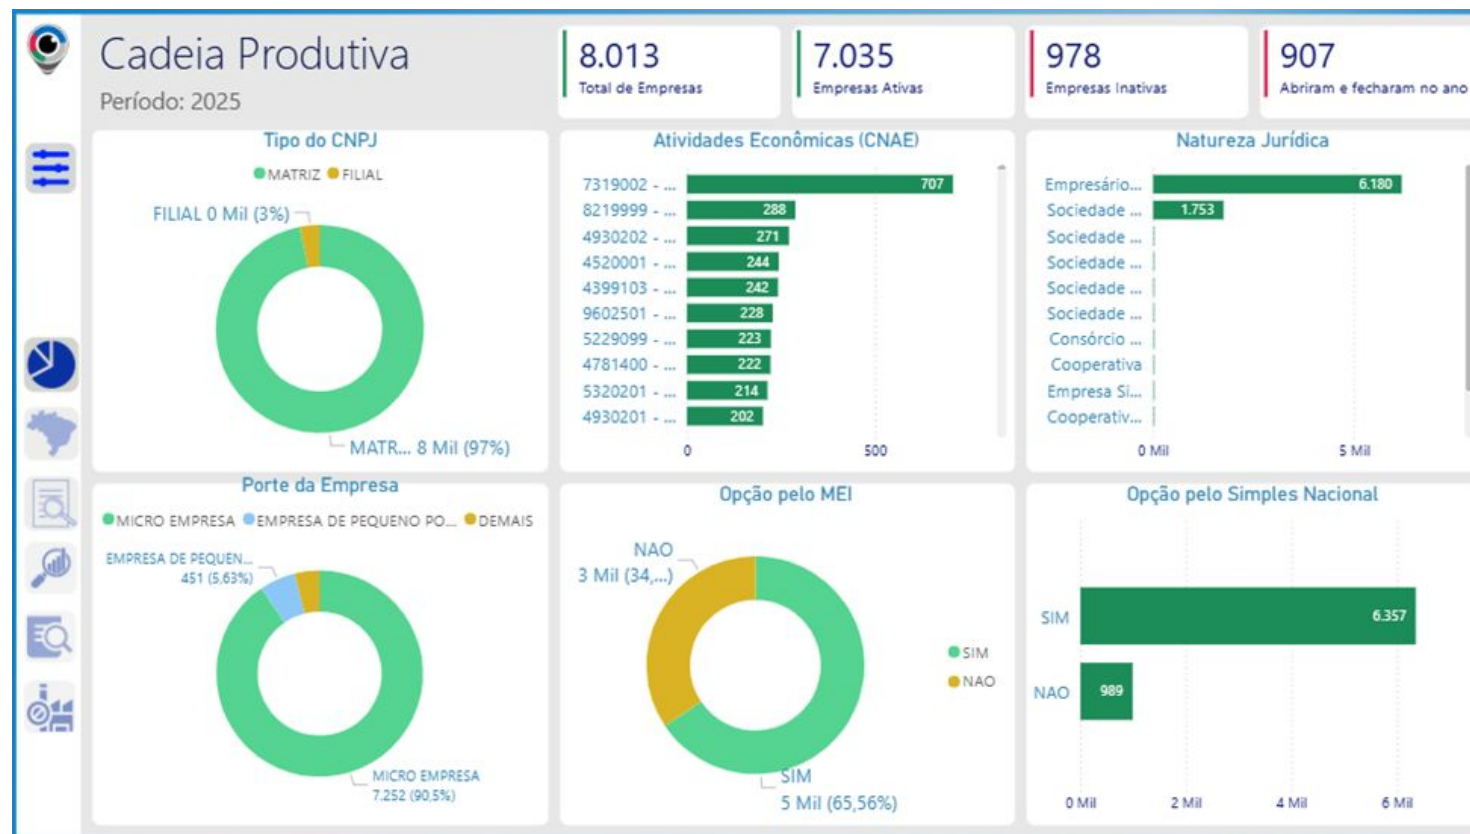 Cadeia Produtiva
Período: 2025
8.013
Total de Empresas
7.035
Empresas Ativas
978
Empresas Inativas
907
Abriram e fecharam no ano
Tipo do CNPJ
MATRIZ FILIAL
FILIAL 0 Mil (3%)
MATR... 8 Mil (97%)
Atividades Econômicas (CNAE)
7319002 - ... 707
8219999 - ... 288
4930202 - ... 271
4520001 - ... 244
4399103 - ... 242
9602501 - ... 228
5229099 - ... 223
4781400 - ... 222
5320201 - ... 214
4930201 - ... 202
0 500
Natureza Jurídica
Empresário... 6.180
Sociedade ... 1.753
Sociedade ...
Sociedade ...
Sociedade ...
Sociedade ...
Consórcio ...
Cooperativa
Empresa Si...
Cooperativ...
0 Mil 5 Mil
Porte da Empresa
MICRO EMPRESA EMPRESA DE PEQUENO PO... DEMAIS
EMPRESA DE PEQUEN...
451 (5,63%)
MICRO EMPRESA
7.252 (90,5%)
Opção pelo MEI
NAO
3 Mil (34,...)
SIM
NAO
SIM
5 Mil (65,56%)
Opção pelo Simples Nacional
SIM 6.357
NAO 989
0 Mil 2 Mil 4 Mil 6 Mil